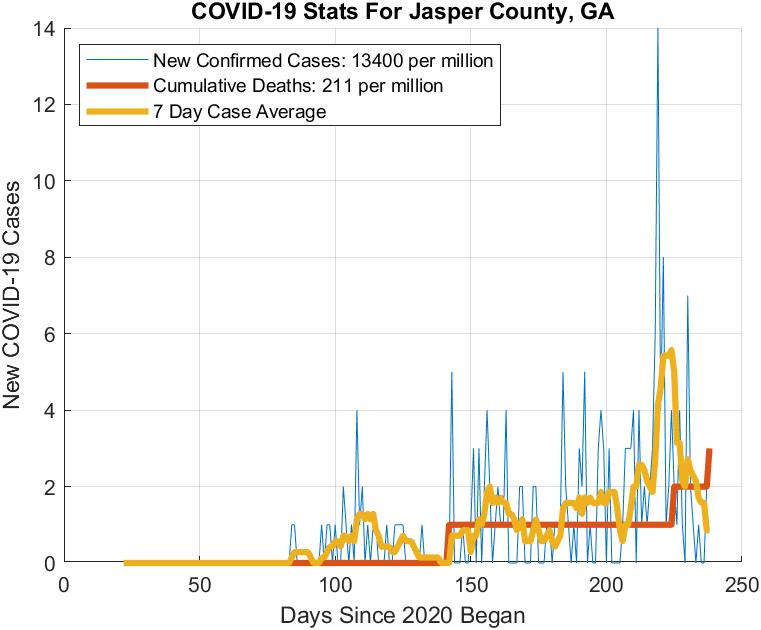 COVID-19 Stats For Jasper County, GA
New Confirmed Cases: 13400 per million
Cumulative Deaths: 211 per million
7 Day Case Average
New COVID-19 Cases
14
12
10
8
6
4
2
0
0 50 100 150 200 250
Days Since 2020 Began